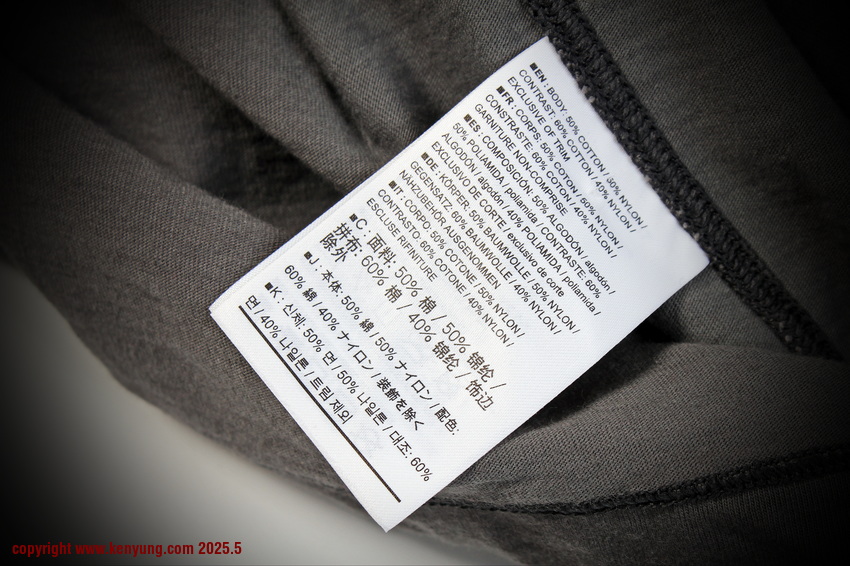 ■EN : BODY: 50% COTTON / 50% NYLON /
CONTRAST: 60% COTTON / 40% NYLON /
EXCLUSIVE OF TRIM
■FR : CORPS: 50% COTON / 50% NYLON /
CONSTRASTE: 60% COTON / 40% NYLON /
GARNITURE NON COMPRISE
■ES : COMPOSICIÓN: 50% ALGODÓN / algodón /
50% POLIAMIDA / poliamida / CONTRASTE: 60%
ALGODÓN / algodón / 40% POLIAMIDA / poliamida /
EXCLUSIVO DE CORTE / exclusivo de corte
■DE : KÖRPER: 50% BAUMWOLLE / 50% NYLON /
GEGENSATZ: 60% BAUMWOLLE / 40% NYLON /
NÄHZUBEHÖR AUSGENOMMEN
■IT : CORPO: 50% COTONE / 50% NYLON /
CONTRASTO: 60% COTONE / 40% NYLON /
ESCLUSE RIFINITURE
■C: 面料: 50% 棉 / 50% 锦纶 /
拼布: 60% 棉 / 40% 锦纶 / 饰边
除外
■J : 本体: 50% 綿 / 50% ナイロン / 配色:
60% 綿 / 40% ナイロン / 装飾を除く
■K : 신체: 50% 면 / 50% 나일론 / 대조: 60%
면 / 40% 나일론 / 트림 제외
copyright www.kenyung.com 2025.5